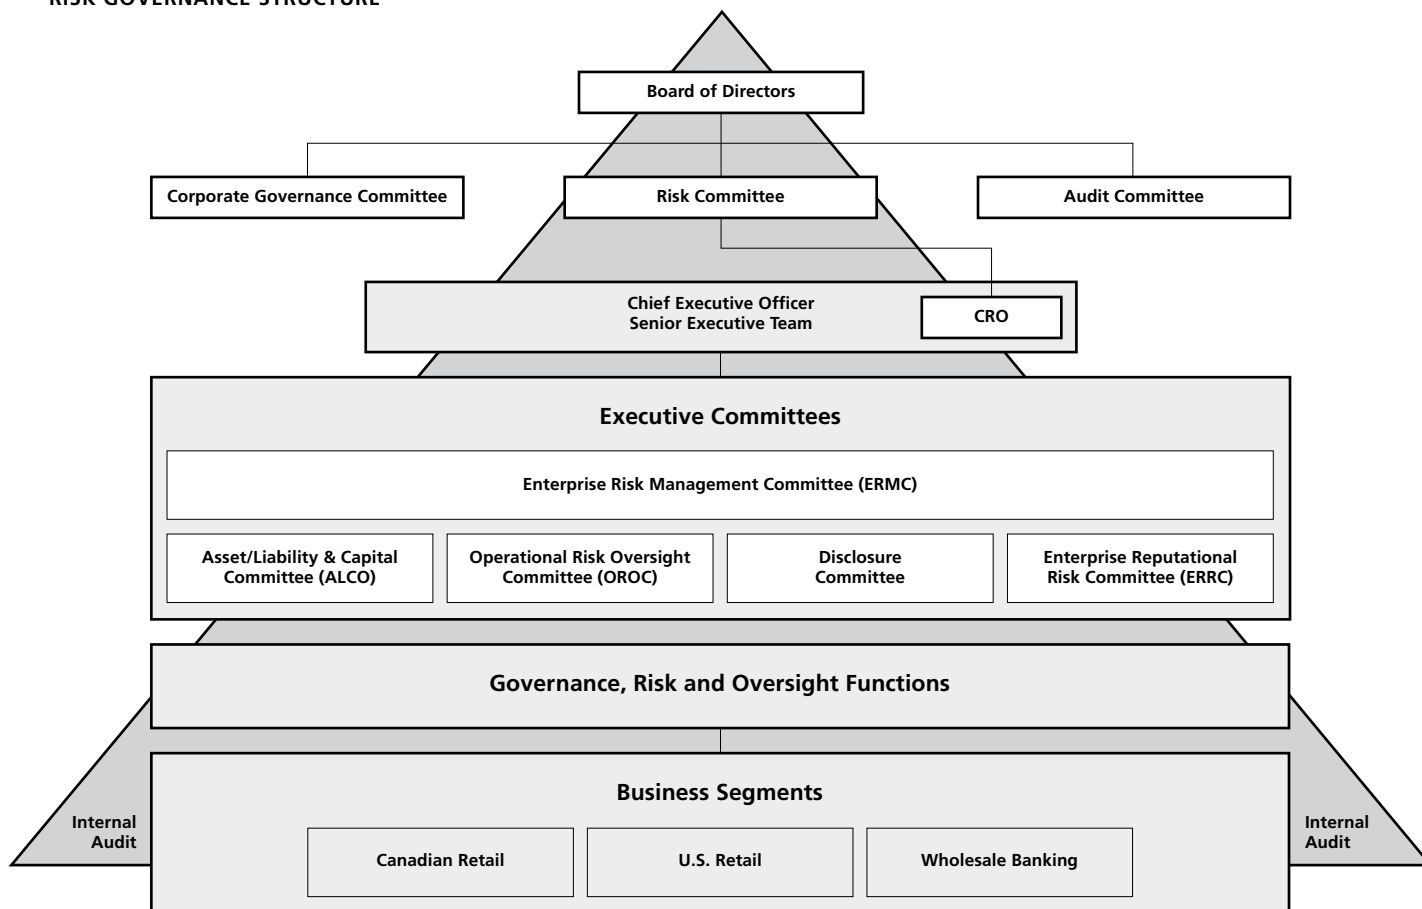 RISK GOVERNANCE STRUCTURE
Board of Directors
Corporate Governance Committee
Risk Committee
Audit Committee
Chief Executive Officer
Senior Executive Team
CRO
Executive Committees
Enterprise Risk Management Committee (ERMC)
Asset/Liability & Capital
Committee (ALCO)
Operational Risk Oversight
Committee (OROC)
Disclosure
Committee
Enterprise Reputational
Risk Committee (ERRC)
Governance, Risk and Oversight Functions
Business Segments
Internal
Audit
Canadian Retail
U.S. Retail
Wholesale Banking
Internal
Audit